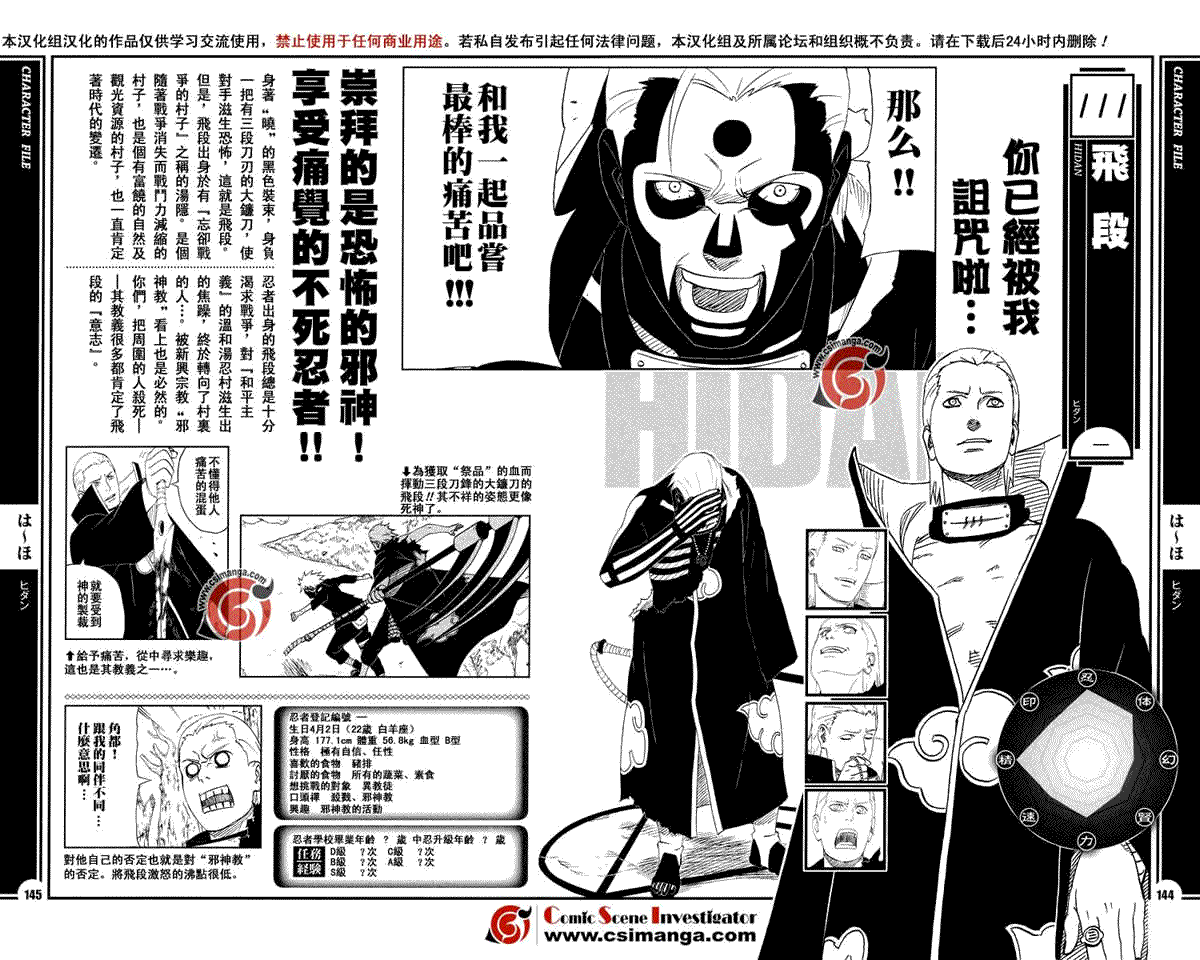 本汉化组汉化的作品仅供学习交流使用，禁止使用于任何商业用途。若私自发布引起任何法律问题，本汉化组及所属论坛和组织概不负责。请在下载后24小时内删除！
CHARACTER FILE
は～ほ
ヒダン
144
飛段
HIDAN
ヒダン
你已經被我
詛咒啦…
那么!!
和我一起品嘗
最棒的痛苦吧!!!
HIDA
www.csimanga.com
忍
体
幻
賢
力
速
精
印
崇拜的是恐怖的邪神！
享受痛覺的不死忍者!!
身著“曉”的黑色裝束，身負
一把有三段刀刃的大鐮刀，使
對手滋生恐怖，這就是飛段。
但是，飛段出身於有『忘卻戰
爭的村子』之稱的湯隱。是個
隨著戰爭消失而戰鬥力減縮的
村子，也是個有富饒的自然及
觀光資源的村子，也一直肯定
著時代的變遷。
忍者出身的飛段總是十分
渴求戰爭，對『和平主
義』的溫和湯忍村滋生出
的焦躁，終於轉向了村裏
的人…。被新興宗教“邪
神教”看上也是必然的。
你們，把周圍的人殺死—
—其教義很多都肯定了飛
段的『意志』。
⬇為獲取“祭品”的血而
揮動三段刀鋒的大鐮刀的
飛段!!其不祥的姿態更像
死神了。
不懂得他人
痛苦的混蛋
就要受到
神的製裁
www.csimanga.com
⬆給予痛苦，從中尋求樂趣，
這也是其教義之一…。
角都！
跟我的同伴不同…
什麼意思啊…
對他自己的否定也就是對“邪神教”
的否定。將飛段激怒的沸點很低。
忍者登記編號 —
生日4月2日（22歲 白羊座）
身高 177.1cm 體重 56.8kg 血型 B型
性格 極有自信、任性
喜歡的食物 豬排
討厭的食物 所有的蔬菜、素食
想挑戰的對象 異教徒
口頭禪 殺戮、邪神教
興趣 邪神教的活動
忍者學校畢業年齡 ？ 歲 中忍升級年齡 ？ 歲
任務
経験
D級 ？次 C級 ？次
B級 ？次 A級 ？次
S級 ？次
CHARACTER FILE
は～ほ
ヒダン
145
Comic Scene Investigator
www.csimanga.com